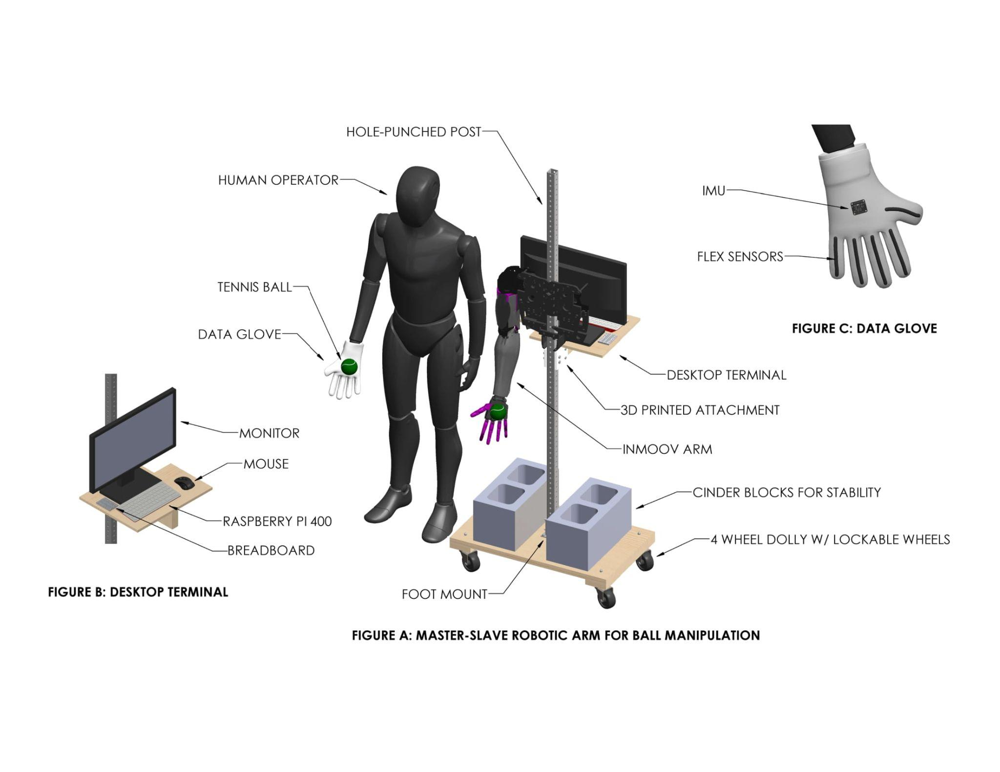 HOLE-PUNCHED POST
HUMAN OPERATOR
TENNIS BALL
DATA GLOVE
DESKTOP TERMINAL
3D PRINTED ATTACHMENT
INMOOV ARM
CINDER BLOCKS FOR STABILITY
4 WHEEL DOLLY W/ LOCKABLE WHEELS
FOOT MOUNT
FIGURE A: MASTER-SLAVE ROBOTIC ARM FOR BALL MANIPULATION
MONITOR
MOUSE
RASPBERRY PI 400
BREADBOARD
FIGURE B: DESKTOP TERMINAL
IMU
FLEX SENSORS
FIGURE C: DATA GLOVE